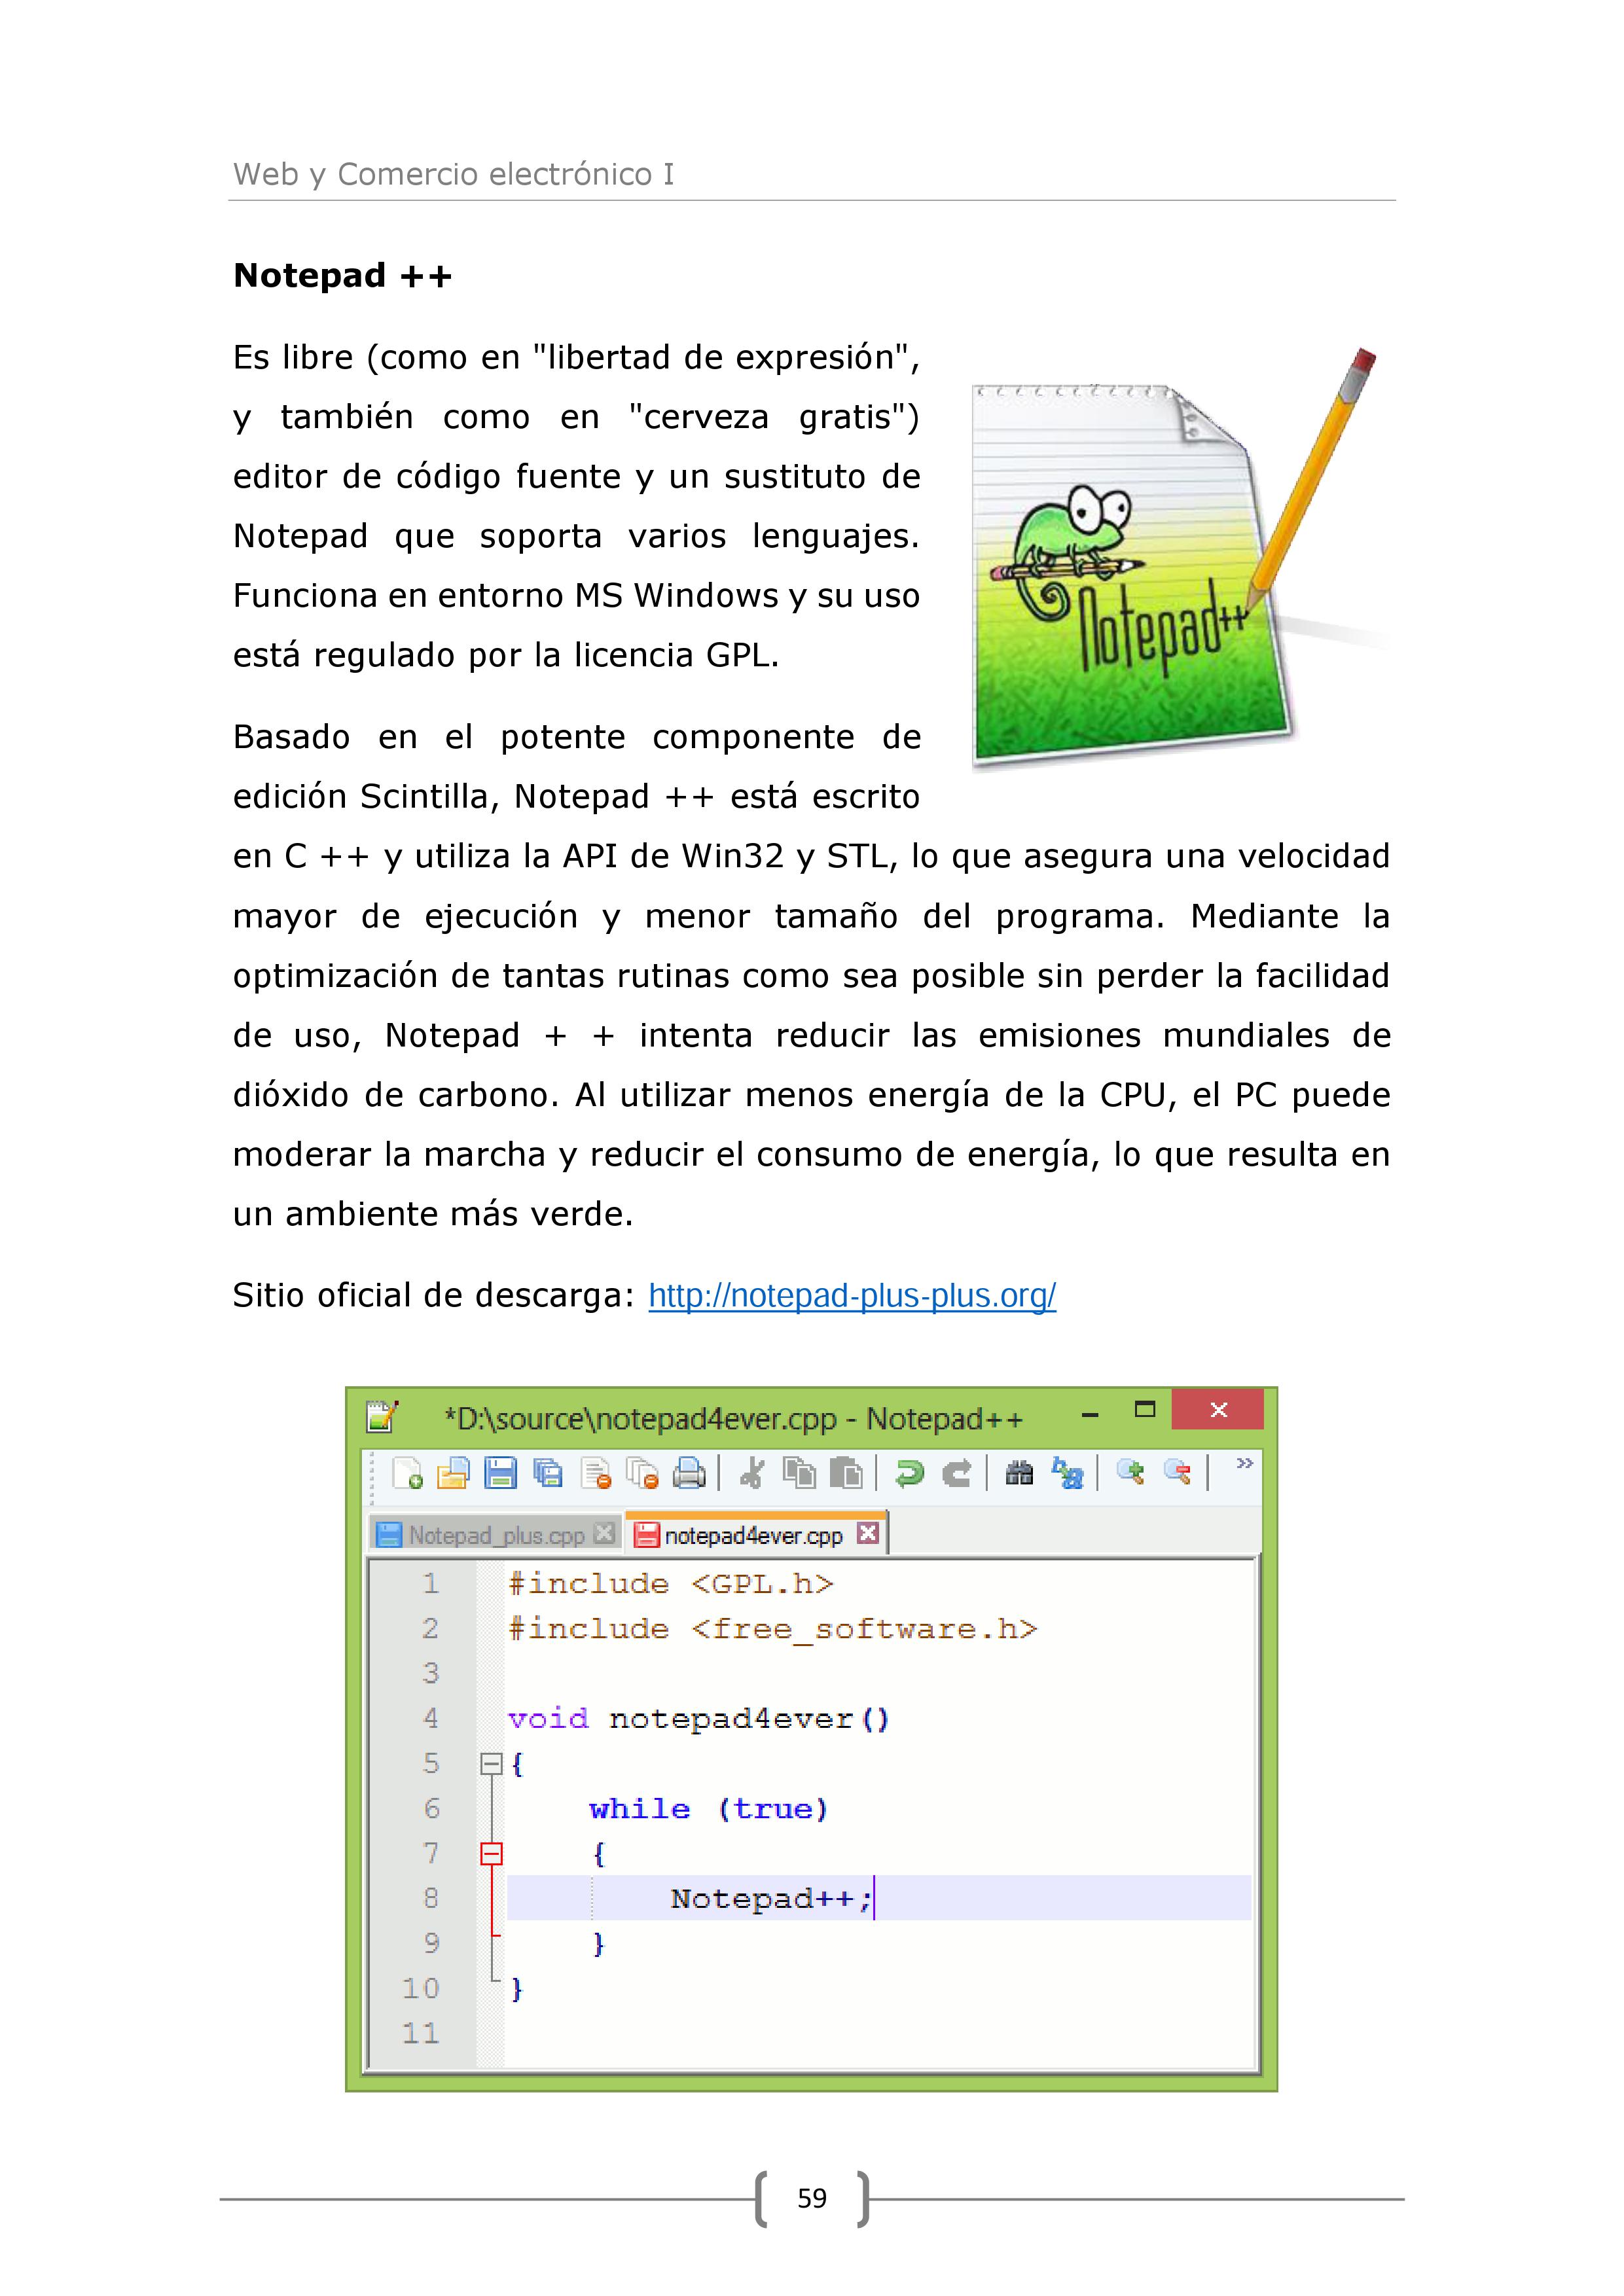 Web y Comercio electrónico I
Notepad ++
Es libre (como en "libertad de expresión",
y también como en "cerveza gratis")
editor de código fuente y un sustituto de
Notepad que soporta varios lenguajes.
Funciona en entorno MS Windows y su uso
está regulado por la licencia GPL.
Notepad++
Basado en el potente componente de
edición Scintilla, Notepad ++ está escrito
en C ++ y utiliza la API de Win32 y STL, lo que asegura una velocidad
mayor de ejecución y menor tamaño del programa. Mediante la
optimización de tantas rutinas como sea posible sin perder la facilidad
de uso, Notepad + + intenta reducir las emisiones mundiales de
dióxido de carbono. Al utilizar menos energía de la CPU, el PC puede
moderar la marcha y reducir el consumo de energía, lo que resulta en
un ambiente más verde.
Sitio oficial de descarga: http://notepad-plus-plus.org/
*D:\source\notepad4ever.cpp - Notepad++
Notepad_plus.cpp notepad4ever.cpp
1 #include <GPL.h>
2 #include <free_software.h>
3
4 void notepad4ever()
5 {
6 while (true)
7 {
8 Notepad++;
9 }
10 }
11
59